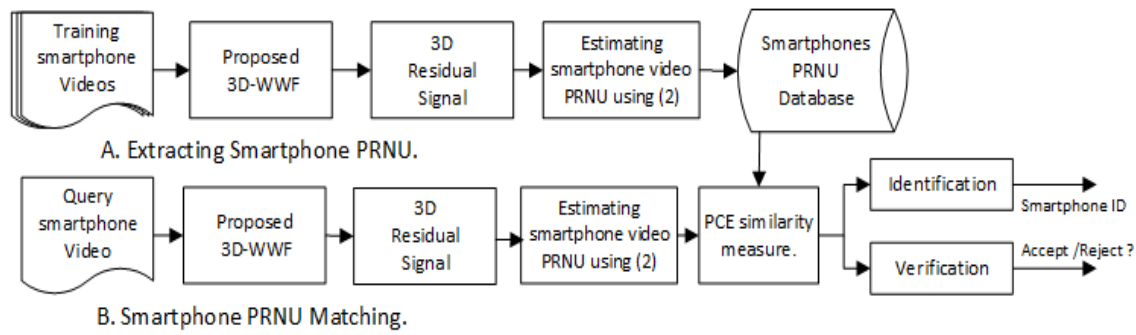 Training
smartphone
Videos
Proposed
3D-WWF
3D
Residual
Signal
Estimating
smartphone video
PRNU using (2)
Smartphones
PRNU
Database
A. Extracting Smartphone PRNU.
Query
smartphone
Video
Proposed
3D-WWF
3D
Residual
Signal
Estimating
smartphone video
PRNU using (2)
PCE similarity
measure.
Identification
Smartphone ID
Verification
Accept /Reject ?
B. Smartphone PRNU Matching.